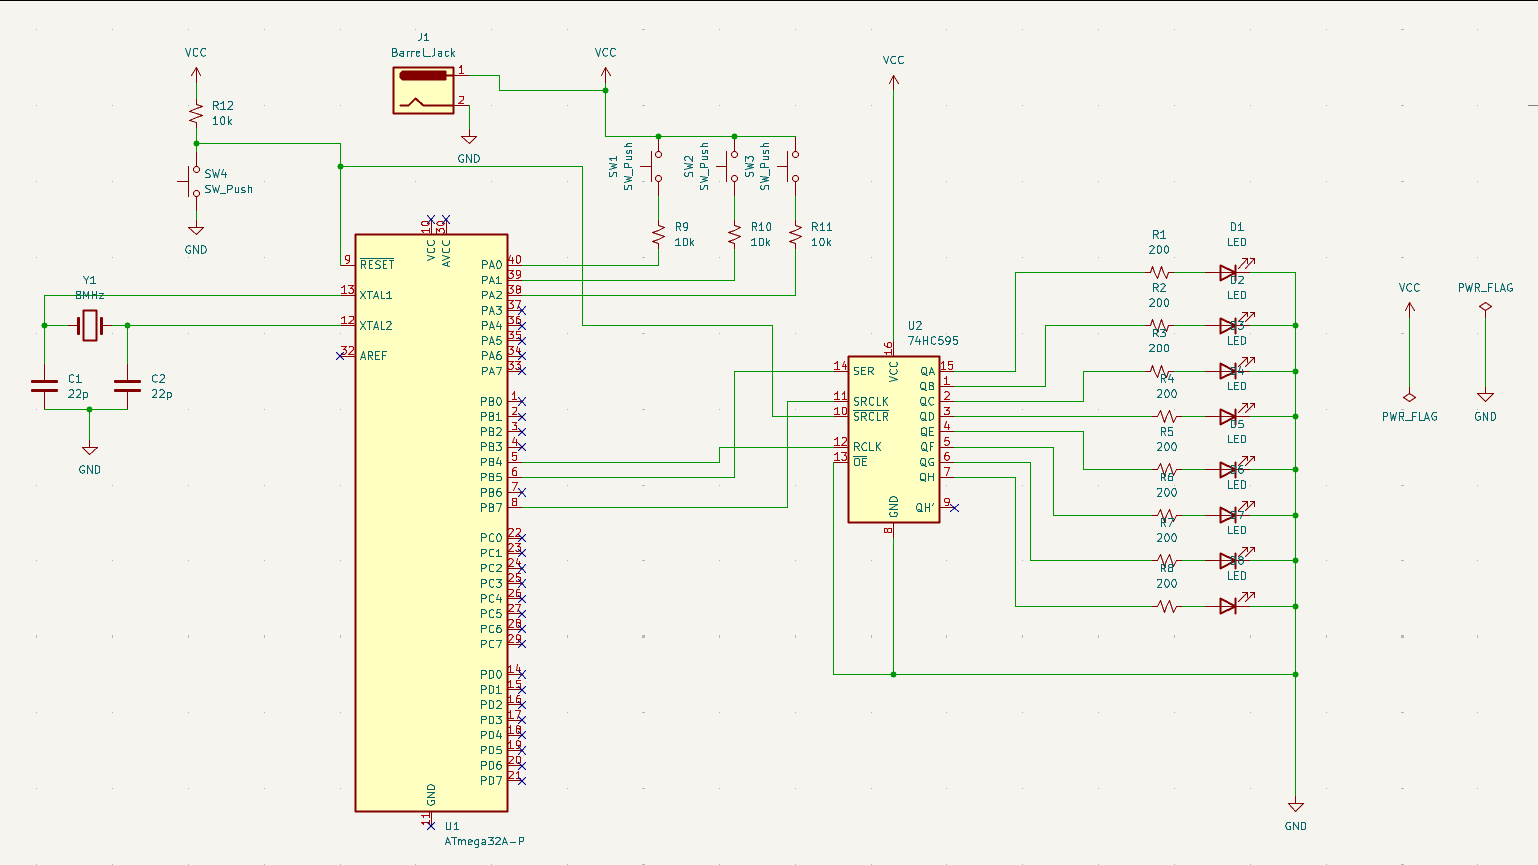 VCC
R12
10k
SW4
SW_Push
GND
J1
Barrel_Jack
1
2
GND
VCC
SW1
SW_Push
SW2
SW_Push
SW3
SW_Push
R9
10k
R10
10k
R11
10k
Y1
8MHz
C1
22p
C2
22p
GND
10
VCC
30
AVCC
9
RESET
13
XTAL1
12
XTAL2
32
AREF
PA0
40
PA1
39
PA2
38
PA3
37
PA4
36
PA5
35
PA6
34
PA7
33
PB0
1
PB1
2
PB2
3
PB3
4
PB4
5
PB5
6
PB6
7
PB7
8
PC0
22
PC1
23
PC2
24
PC3
25
PC4
26
PC5
27
PC6
28
PC7
29
PD0
14
PD1
15
PD2
16
PD3
17
PD4
18
PD5
19
PD6
20
PD7
21
GND
11
U1
ATmega32A-P
VCC
U2
74HC595
16
VCC
14
SER
11
SRCLK
10
SRCLR
12
RCLK
13
OE
QA
15
QB
1
QC
2
QD
3
QE
4
QF
5
QG
6
QH
7
QH'
9
GND
8
R1
200
R2
200
R3
200
R4
200
R5
200
R6
200
R7
200
R8
200
D1
LED
D2
LED
D3
LED
D4
LED
D5
LED
D6
LED
D7
LED
D8
LED
GND
VCC
PWR_FLAG
PWR_FLAG
GND